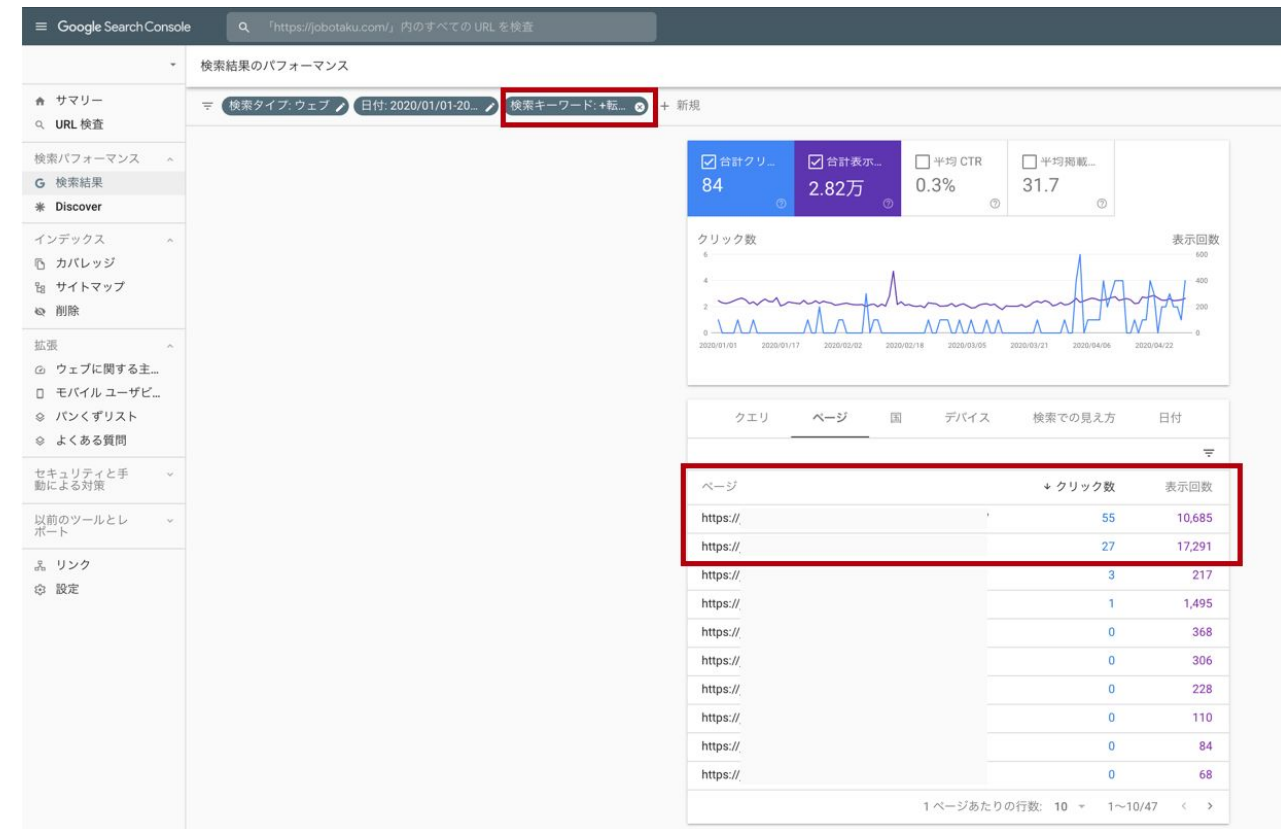 Google Search Console
「https://jobotaku.com/」内のすべての URL を検査
検索結果のパフォーマンス
サマリー
URL 検査
検索パフォーマンス
検索結果
Discover
インデックス
カバレッジ
サイトマップ
削除
拡張
ウェブに関する主...
モバイル ユーザビ...
パンくずリスト
よくある質問
セキュリティと手
動による対策
以前のツールとレ
ポート
リンク
設定
検索タイプ: ウェブ
日付: 2020/01/01-20...
検索キーワード: +転...
+ 新規
合計クリ...
84
合計表示...
2.82万
平均 CTR
0.3%
平均掲載...
31.7
クリック数
表示回数
6
4
2
0
600
400
200
0
2020/01/01 2020/01/17 2020/02/02 2020/02/18 2020/03/05 2020/03/21 2020/04/06 2020/04/22
クエリ ページ 国 デバイス 検索での見え方 日付
ページ クリック数 表示回数
https:// 55 10,685
https:// 27 17,291
https:// 3 217
https:// 1 1,495
https:// 0 368
https:// 0 306
https:// 0 228
https:// 0 110
https:// 0 84
https:// 0 68
1 ページあたりの行数: 10 1~10/47